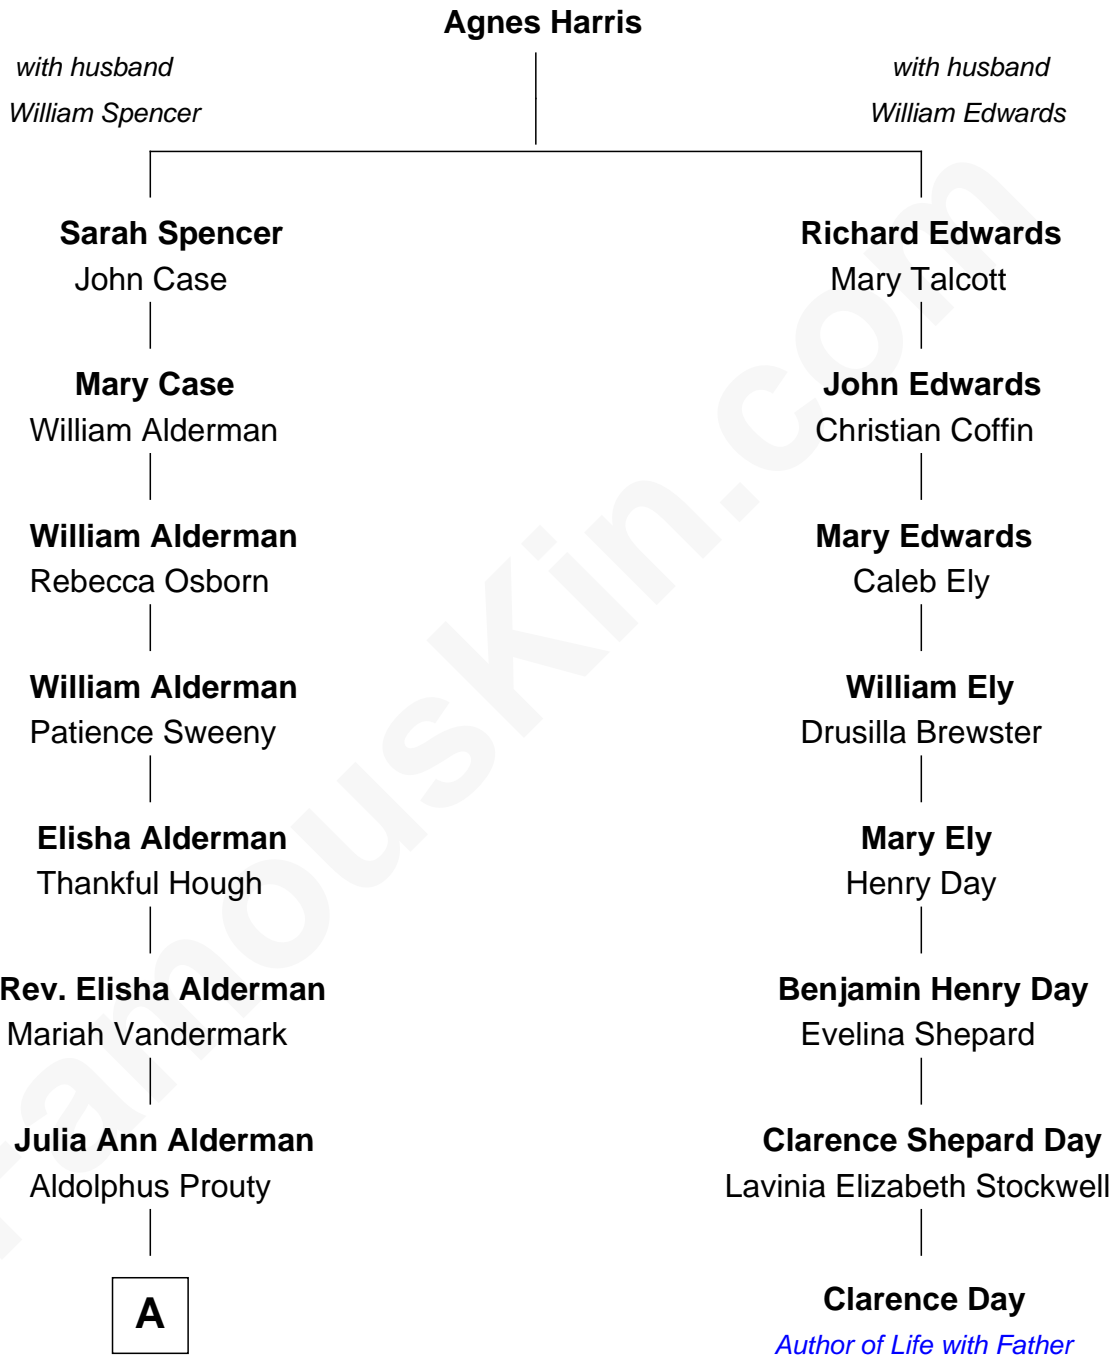 Agnes Harris
with husband
William Spencer
with husband
William Edwards
Sarah Spencer
John Case
Richard Edwards
Mary Talcott
Mary Case
William Alderman
John Edwards
Christian Coffin
William Alderman
Rebecca Osborn
Mary Edwards
Caleb Ely
William Alderman
Patience Sweeny
William Ely
Drusilla Brewster
Elisha Alderman
Thankful Hough
Mary Ely
Henry Day
Rev. Elisha Alderman
Mariah Vandermark
Benjamin Henry Day
Evelina Shepard
Julia Ann Alderman
Aldolphus Prouty
Clarence Shepard Day
Lavinia Elizabeth Stockwell
A
Clarence Day
Author of Life with Father
FamousKin.com